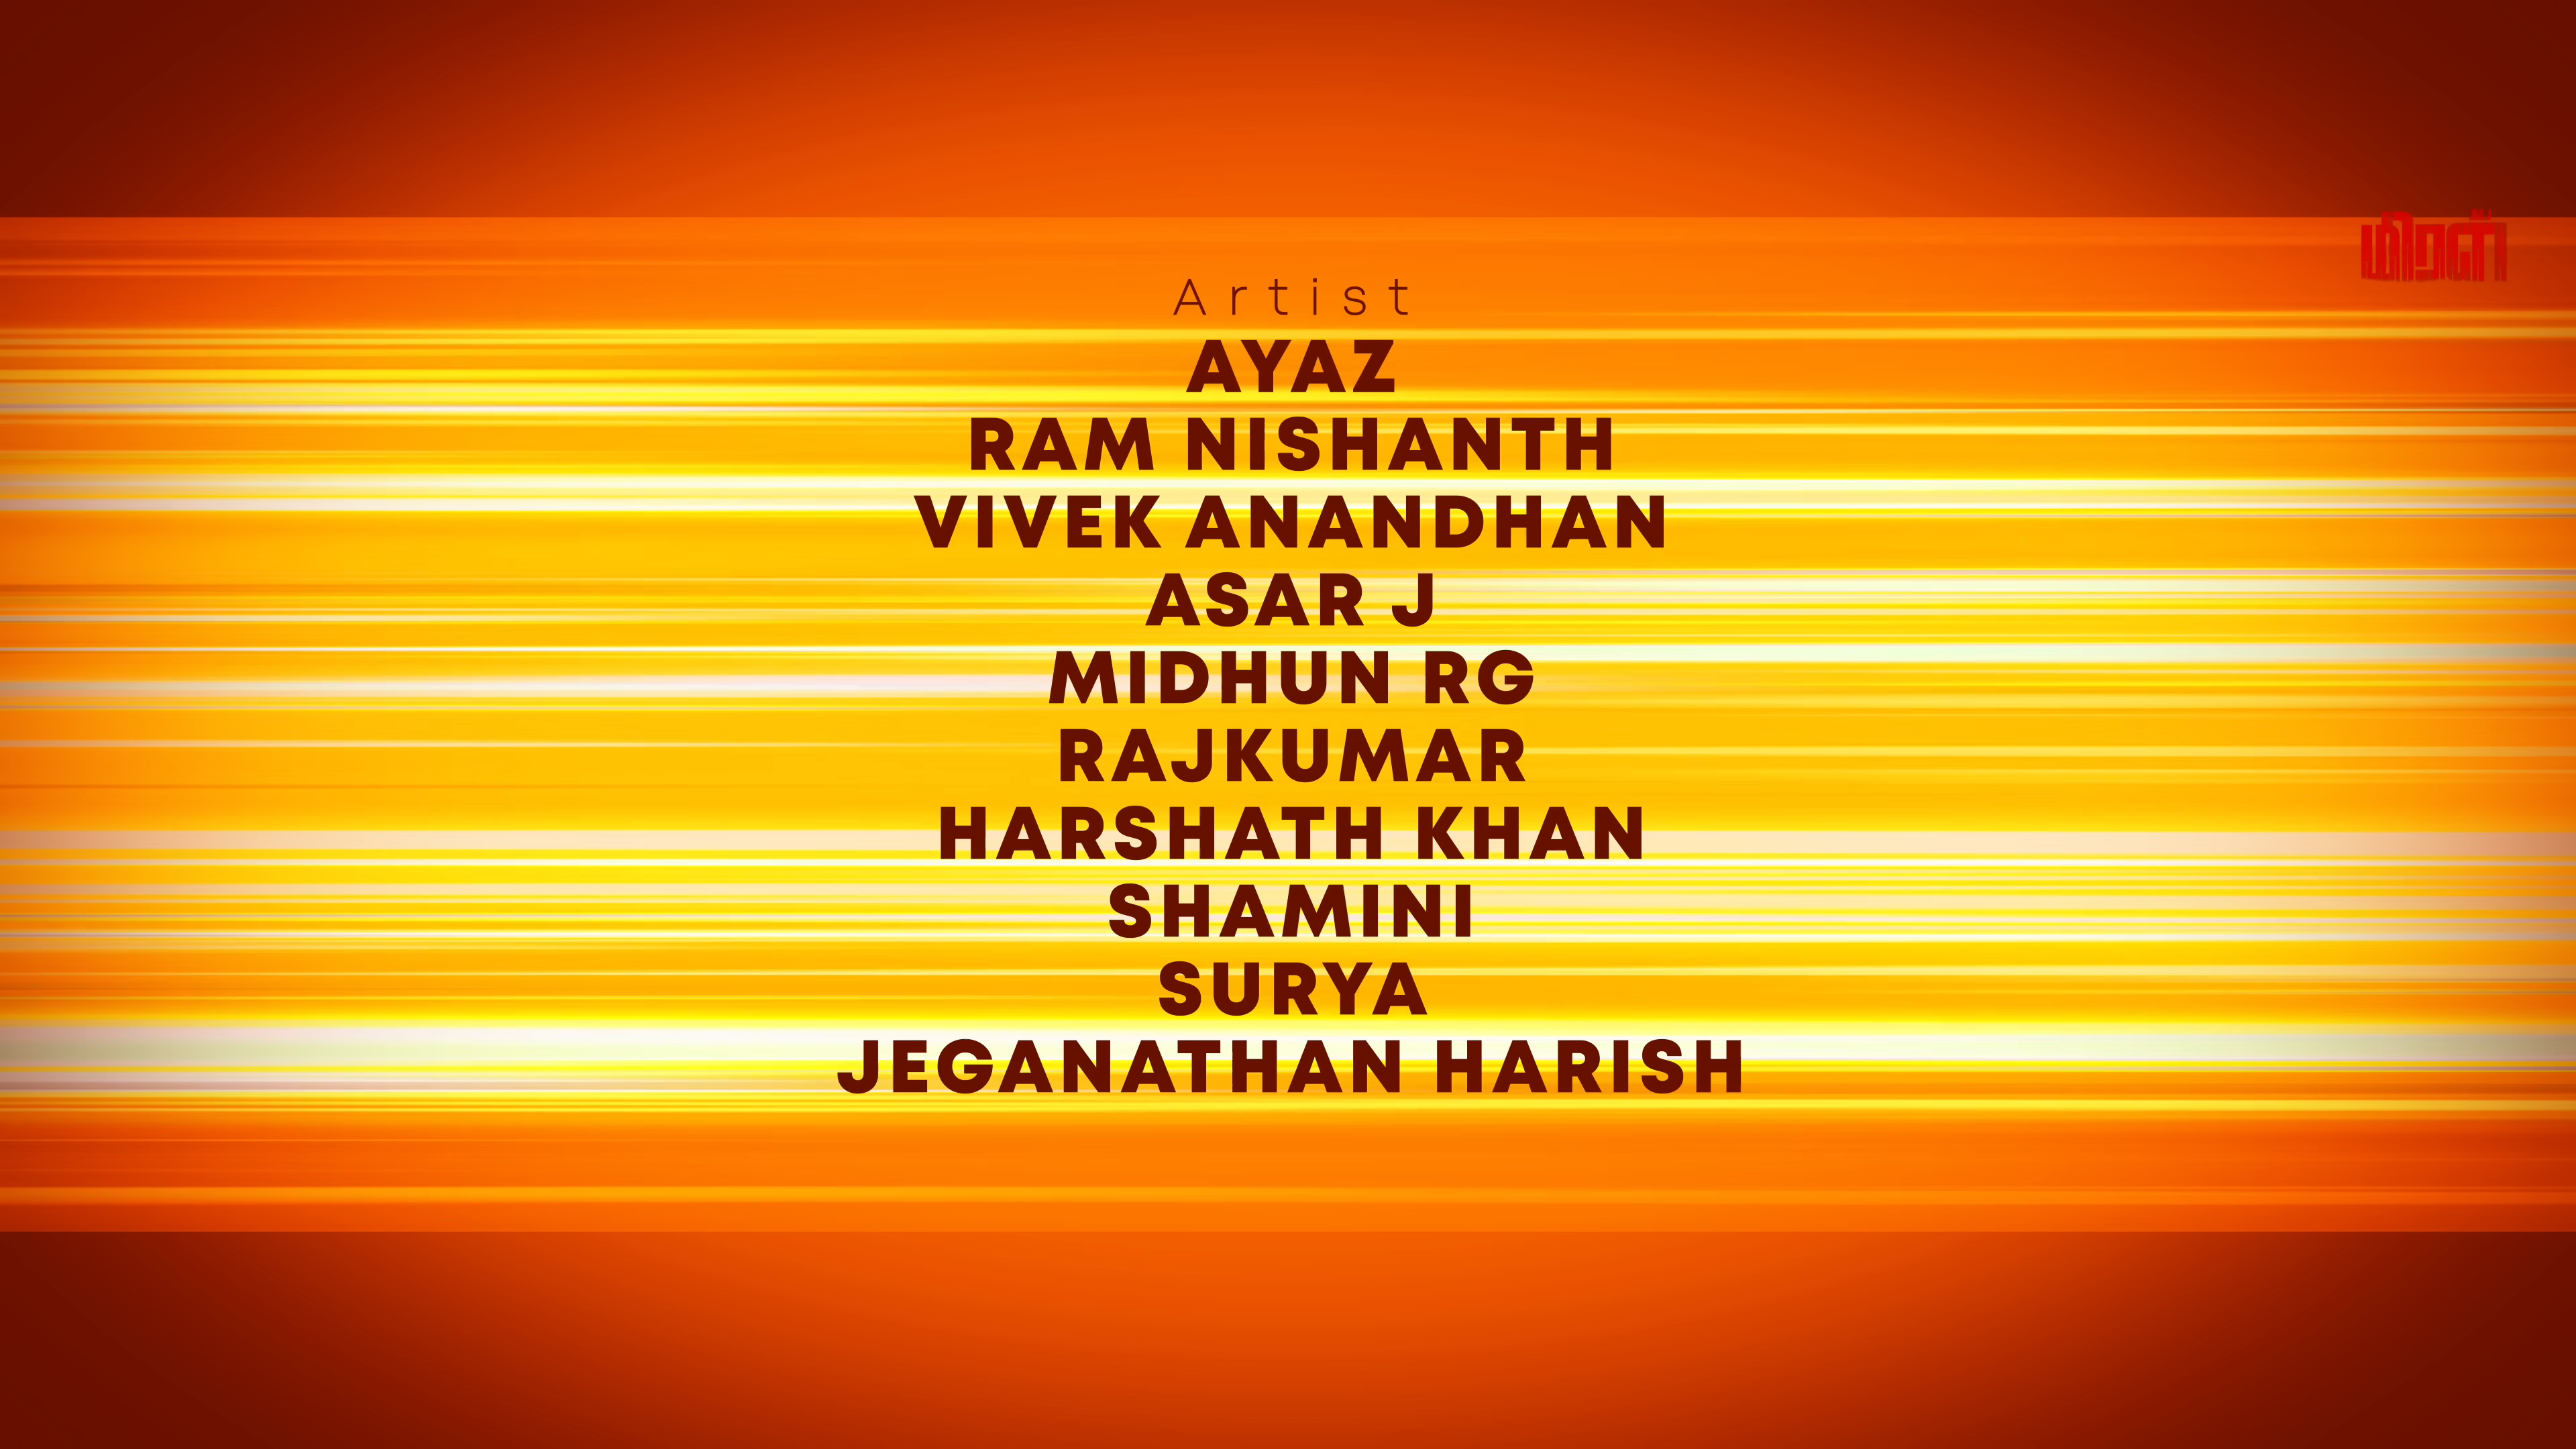 Artist
AYAZ
RAM NISHANTH
VIVEK ANANDHAN
ASAR J
MIDHUN RG
RAJKUMAR
HARSHATH KHAN
SHAMINI
SURYA
JEGANATHAN HARISH